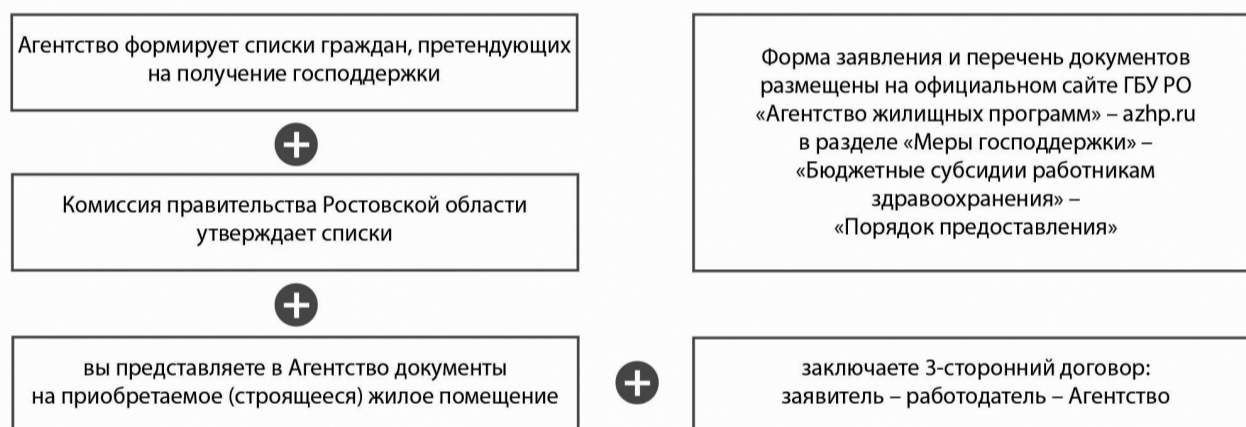 Агентство формирует списки граждан, претендующих
на получение господдержки
Комиссия правительства Ростовской области
утверждает списки
вы представляете в Агентство документы
на приобретаемое (строящееся) жилое помещение
заключаете 3-сторонний договор:
заявитель – работодатель – Агентство
Форма заявления и перечень документов
размещены на официальном сайте ГБУ РО
«Агентство жилищных программ» – azhp.ru
в разделе «Меры господдержки» –
«Бюджетные субсидии работникам
здравоохранения» –
«Порядок предоставления»